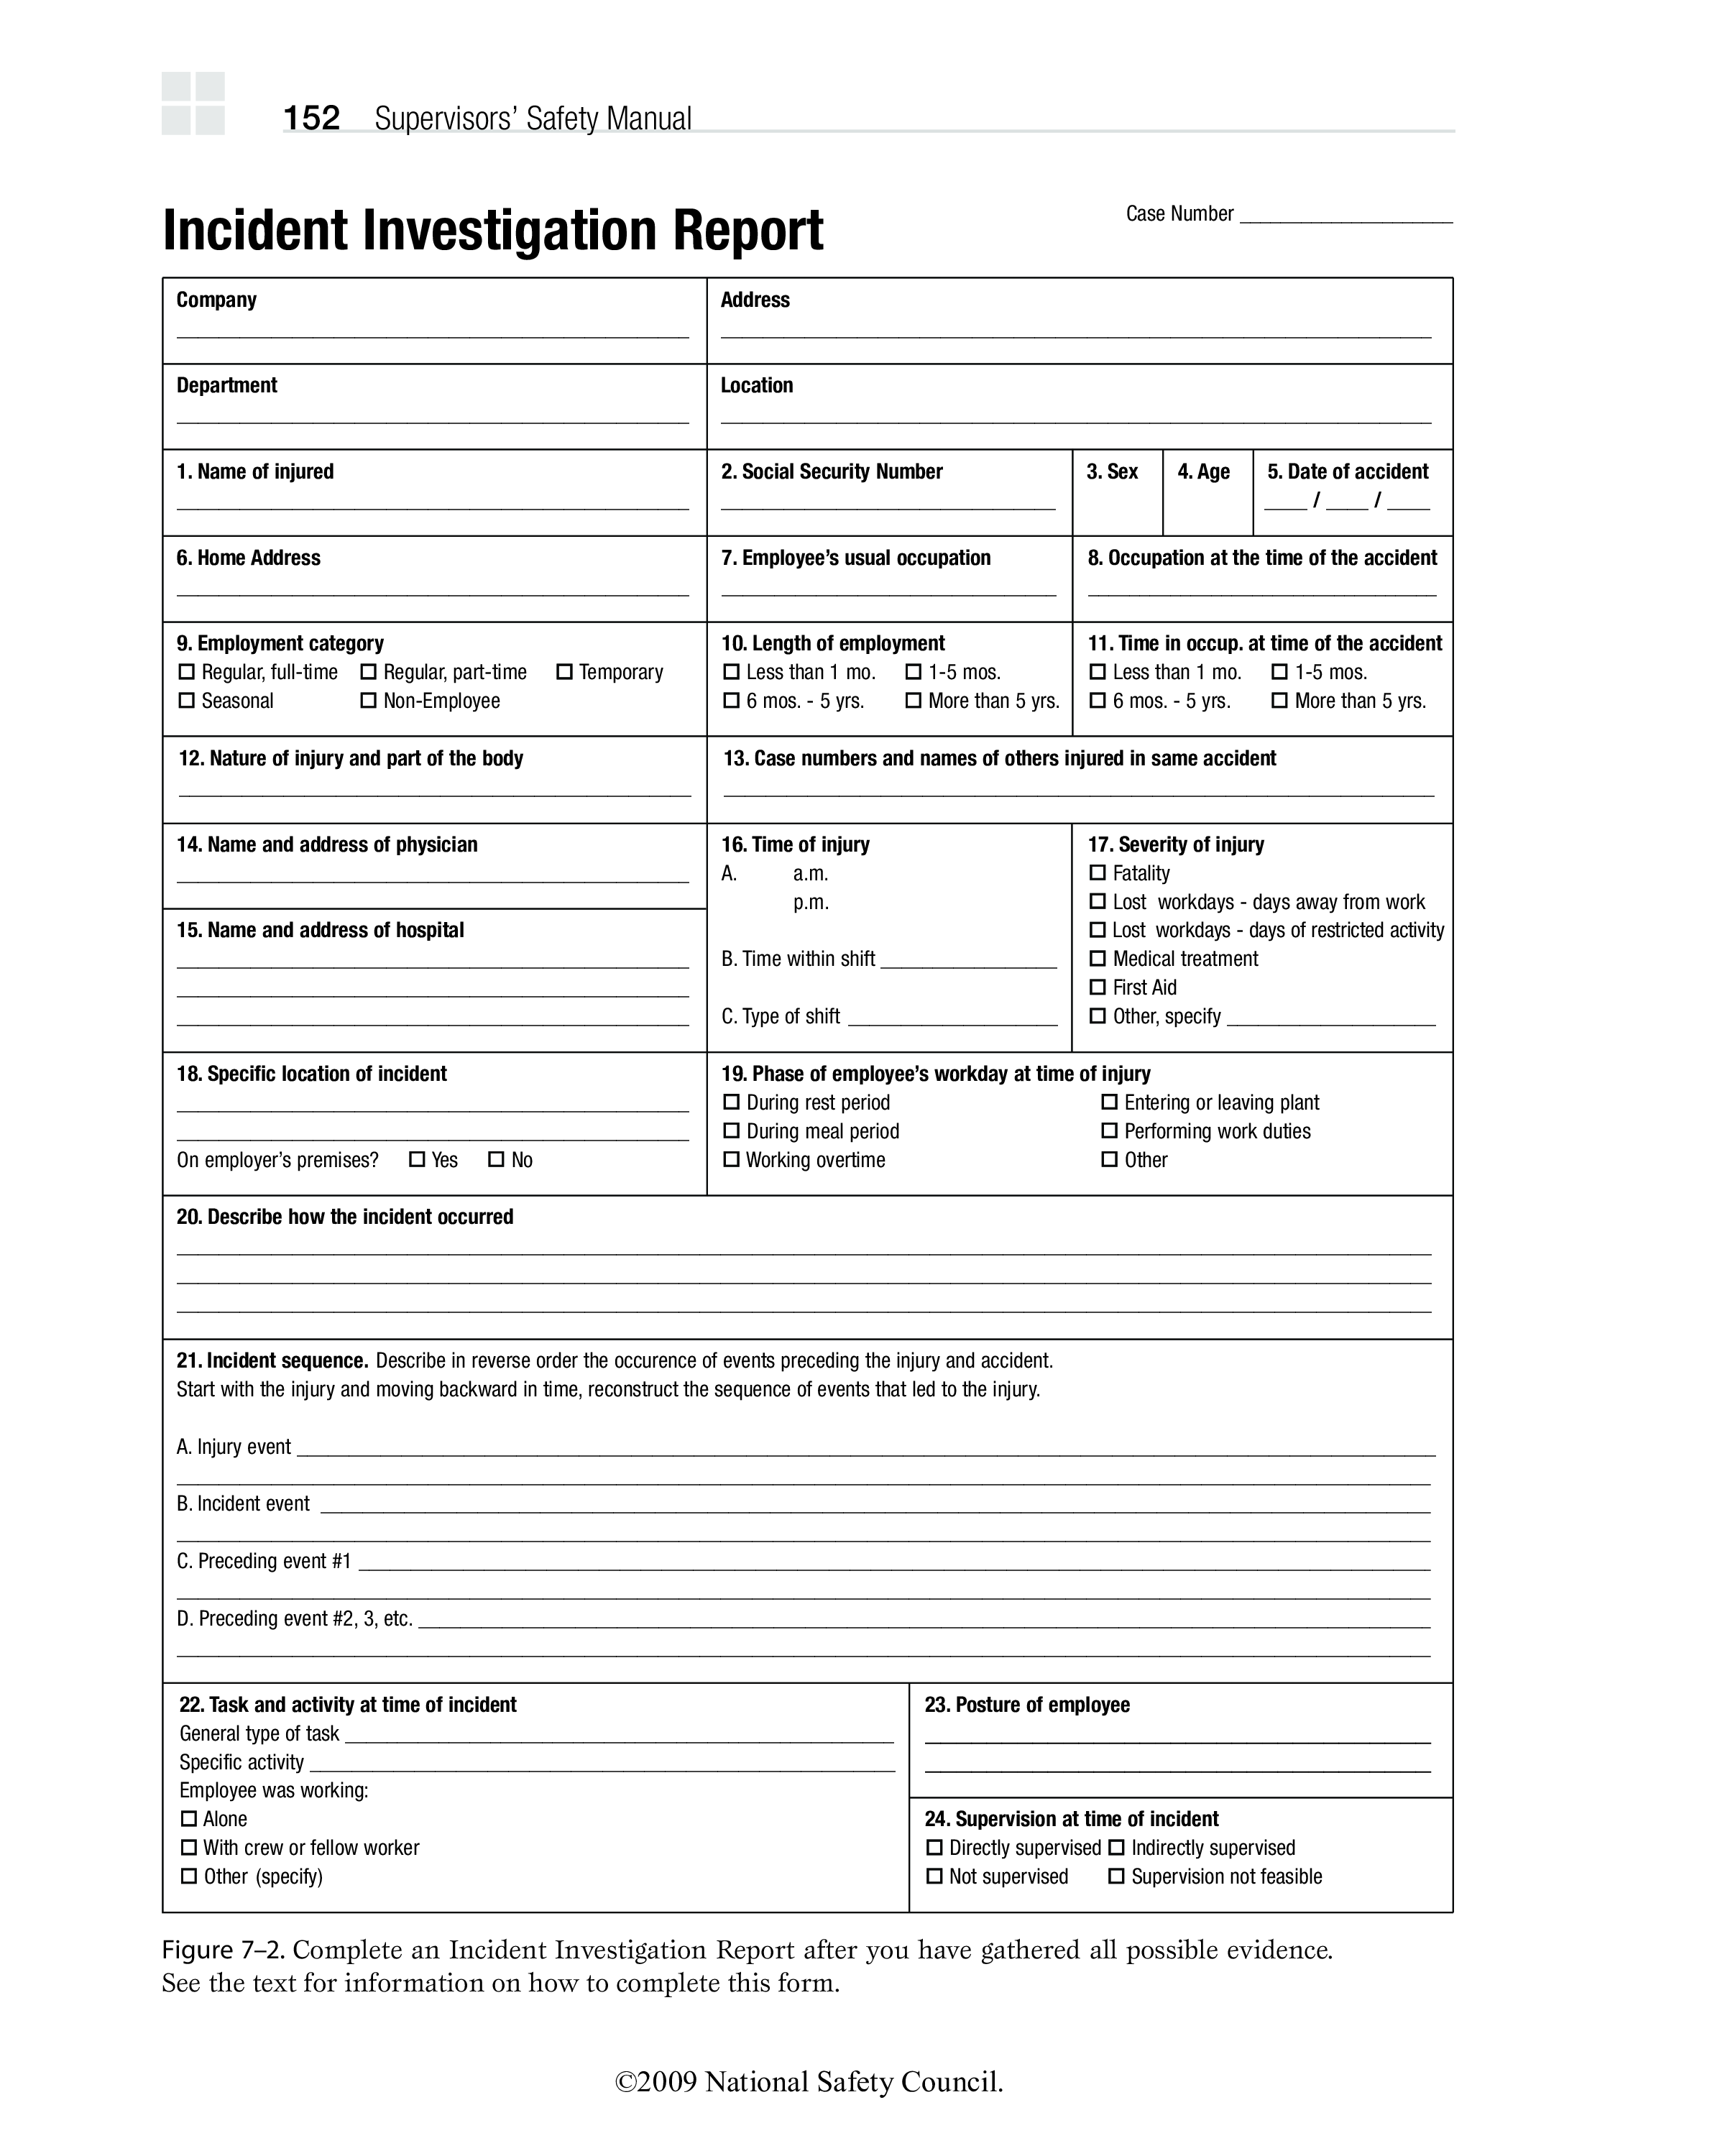 152 Supervisors’ Safety Manual
Incident Investigation Report
Case Number
Company
Address
Department
Location
1. Name of injured
2. Social Security Number
3. Sex
4. Age
5. Date of accident
/ /
6. Home Address
7. Employee’s usual occupation
8. Occupation at the time of the accident
9. Employment category
Regular, full-time Regular, part-time Temporary
Seasonal Non-Employee
10. Length of employment
Less than 1 mo. 1-5 mos.
6 mos. - 5 yrs. More than 5 yrs.
11. Time in occup. at time of the accident
Less than 1 mo. 1-5 mos.
6 mos. - 5 yrs. More than 5 yrs.
12. Nature of injury and part of the body
13. Case numbers and names of others injured in same accident
14. Name and address of physician
15. Name and address of hospital
16. Time of injury
A. a.m.
p.m.
B. Time within shift
C. Type of shift
17. Severity of injury
Fatality
Lost workdays - days away from work
Lost workdays - days of restricted activity
Medical treatment
First Aid
Other, specify
18. Specific location of incident
On employer’s premises? Yes No
19. Phase of employee’s workday at time of injury
During rest period Entering or leaving plant
During meal period Performing work duties
Working overtime Other
20. Describe how the incident occurred
21. Incident sequence. Describe in reverse order the occurence of events preceding the injury and accident.
Start with the injury and moving backward in time, reconstruct the sequence of events that led to the injury.
A. Injury event
B. Incident event
C. Preceding event #1
D. Preceding event #2, 3, etc.
22. Task and activity at time of incident
General type of task
Specific activity
Employee was working:
Alone
With crew or fellow worker
Other (specify)
23. Posture of employee
24. Supervision at time of incident
Directly supervised Indirectly supervised
Not supervised Supervision not feasible
Figure 7–2. Complete an Incident Investigation Report after you have gathered all possible evidence.
See the text for information on how to complete this form.
©2009 National Safety Council.